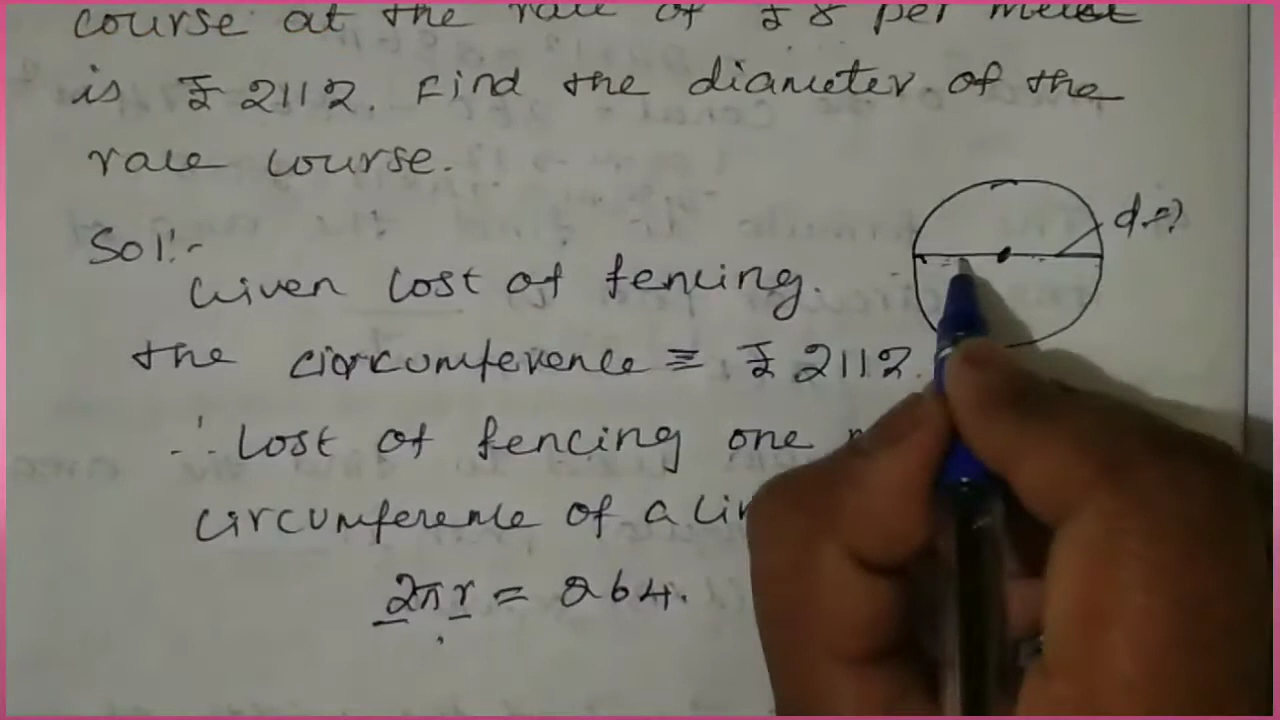 course at the rate of ₹ 8 per meter
is ₹ 2112. Find the diameter of the
race course.
d=?
Sol:-
Given cost of fencing.
the circumference = ₹ 2112.
∴ Cost of fencing one
circumference of a
2πr = 264.